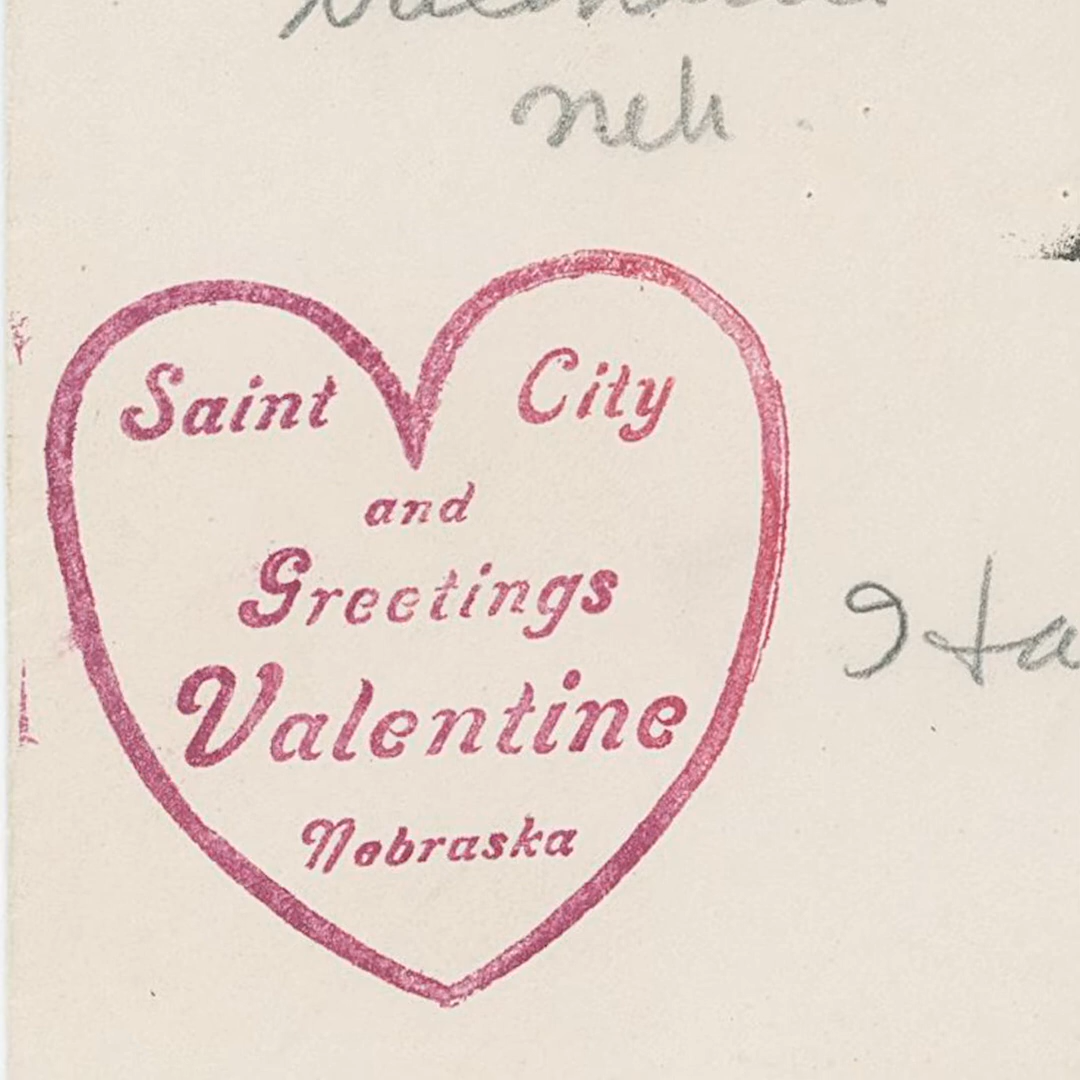 neb
Saint City
and
Greetings
Valentine
Nebraska